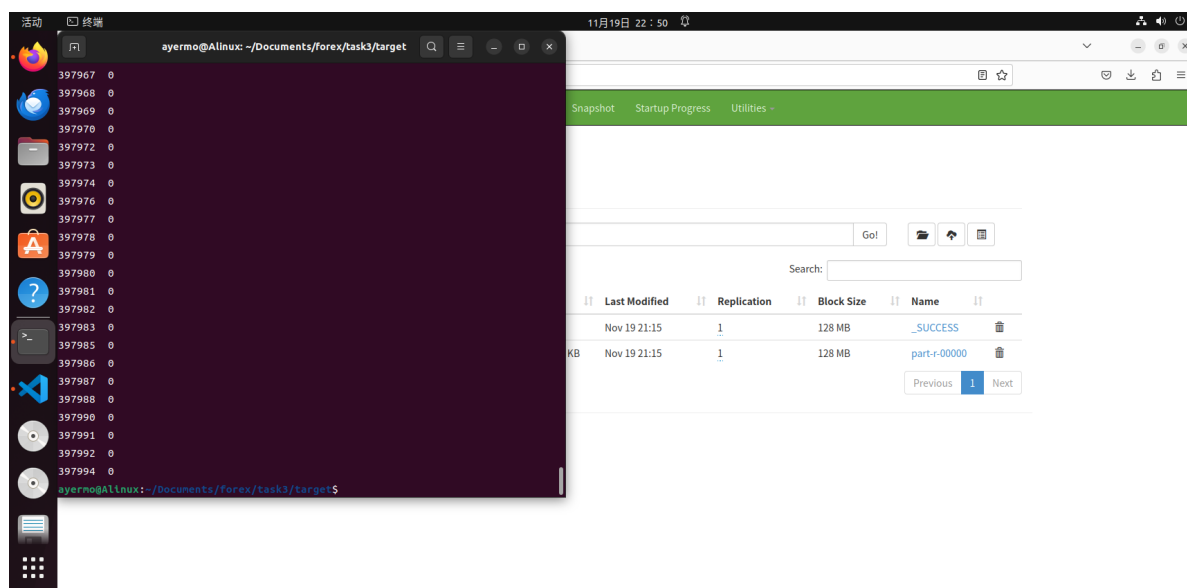 活动
终端
11月19日 22：50
ayermo@Alinux: ~/Documents/forex/task3/target
397967 0
397968 0
397969 0
397970 0
397972 0
397973 0
397974 0
397976 0
397977 0
397978 0
397979 0
397980 0
397981 0
397982 0
397983 0
397985 0
397986 0
397987 0
397988 0
397990 0
397991 0
397992 0
397994 0
ayermo@Alinux:~/Documents/forex/task3/target$
Snapshot Startup Progress Utilities
Go!
Search:
Last Modified Replication Block Size Name
Nov 19 21:15 1 128 MB _SUCCESS
KB Nov 19 21:15 1 128 MB part-r-00000
Previous 1 Next